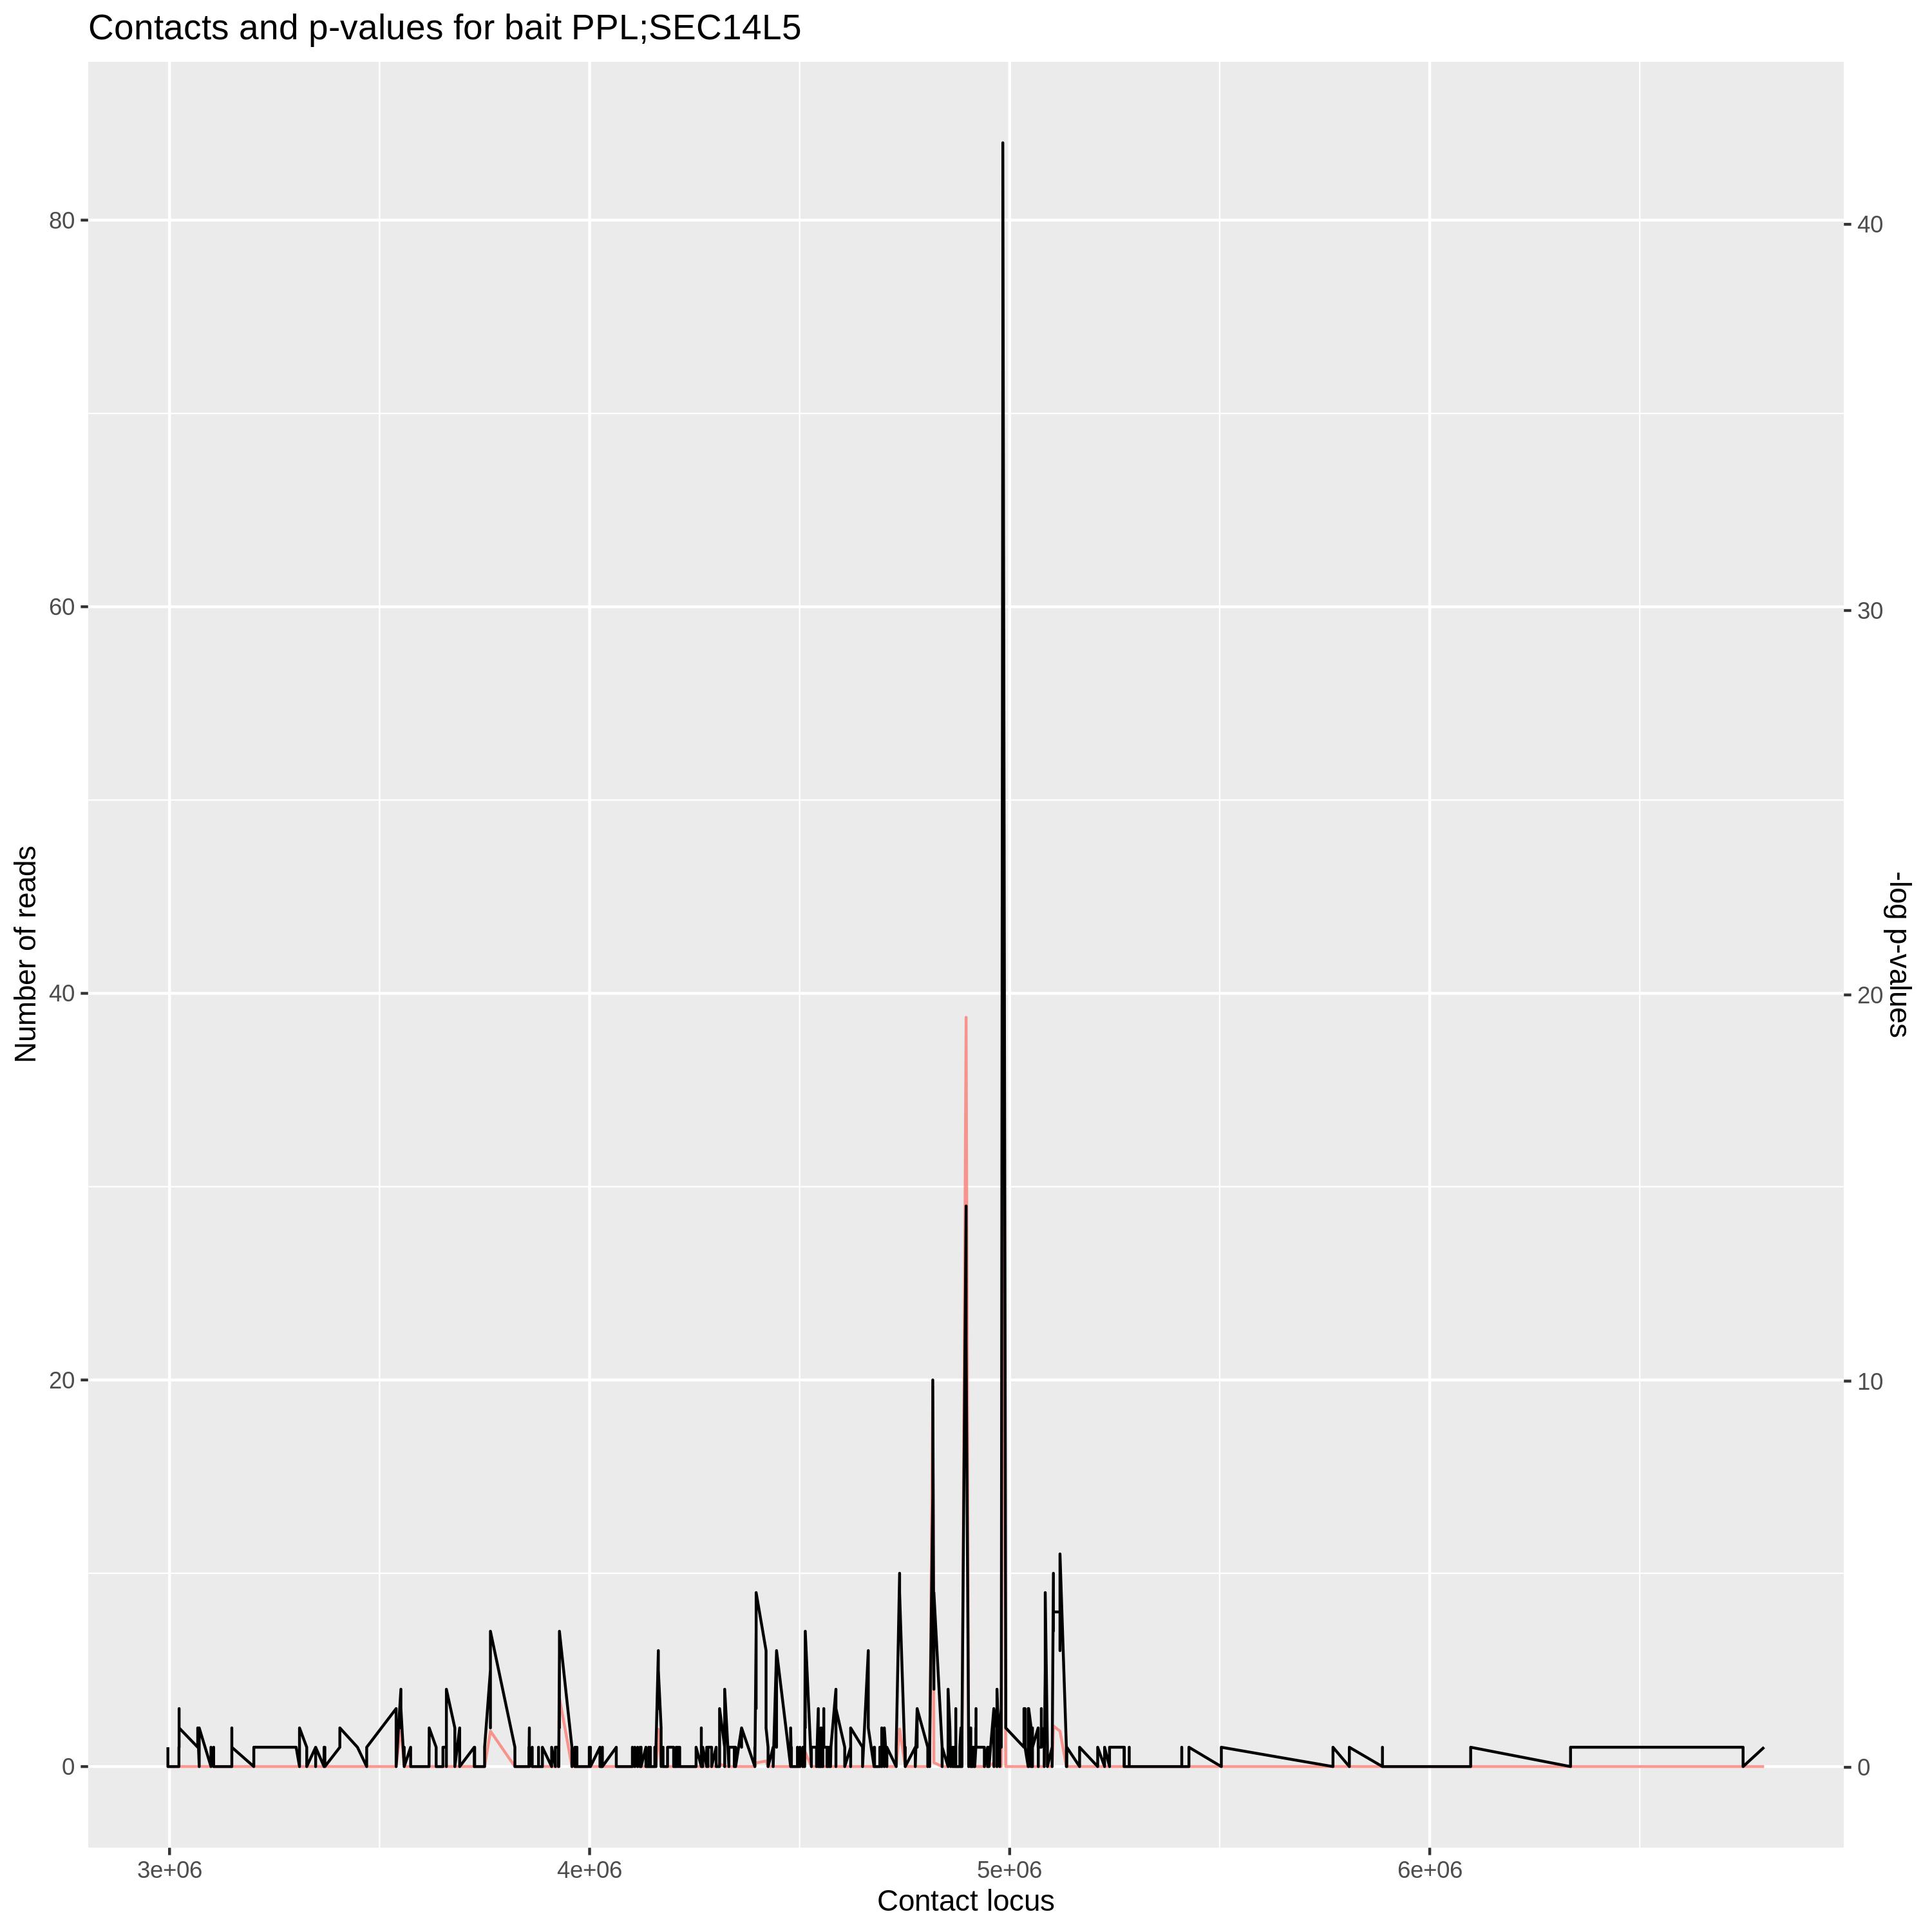 Contacts and p-values for bait PPL;SEC14L5
Number of reads
80
60
40
20
0
-log p-values
40
30
20
10
0
3e+06
4e+06
5e+06
6e+06
Contact locus